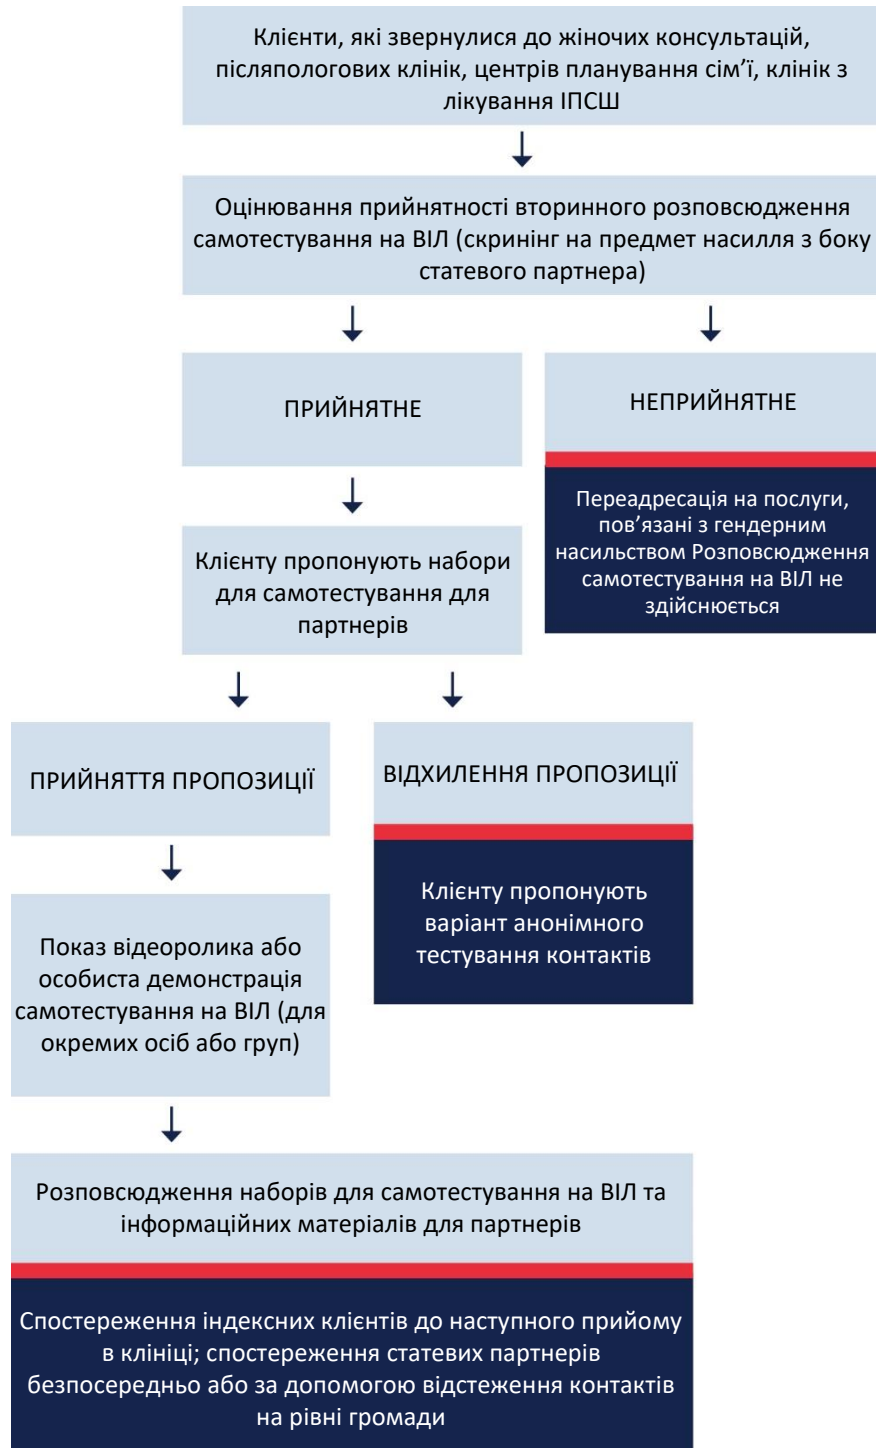 Клієнти, які звернулися до жіночих консультацій,
післяпологових клінік, центрів планування сім’ї, клінік з
лікування ІПСШ
Оцінювання прийнятності вторинного розповсюдження
самотестування на ВІЛ (скринінг на предмет насилля з боку
статевого партнера)
ПРИЙНЯТНЕ
НЕПРИЙНЯТНЕ
Переадресація на послуги,
пов’язані з гендерним
насильством Розповсюдження
самотестування на ВІЛ не
здійснюється
Клієнту пропонують набори
для самотестування для
партнерів
ПРИЙНЯТТЯ ПРОПОЗИЦІЇ
ВІДХИЛЕННЯ ПРОПОЗИЦІЇ
Клієнту пропонують
варіант анонімного
тестування контактів
Показ відеоролика або
особиста демонстрація
самотестування на ВІЛ (для
окремих осіб або груп)
Розповсюдження наборів для самотестування на ВІЛ та
інформаційних матеріалів для партнерів
Спостереження індексних клієнтів до наступного прийому
в клініці; спостереження статевих партнерів
безпосередньо або за допомогою відстеження контактів
на рівні громади